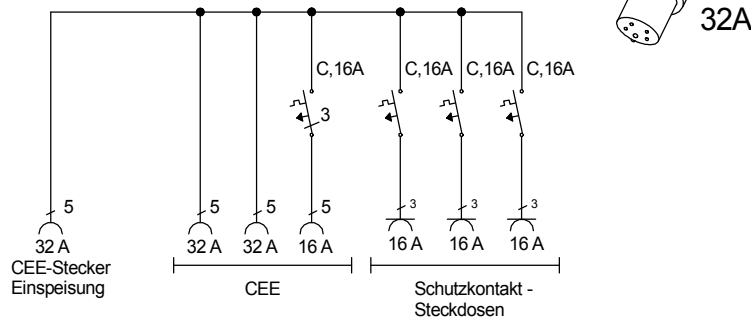 32A
C,16A
C,16A
C,16A
C,16A
3
5
5
5
5
3
3
3
32 A
32 A
32 A
16 A
16 A
16 A
16 A
CEE-Stecker
Einspeisung
CEE
Schutzkontakt -
Steckdosen